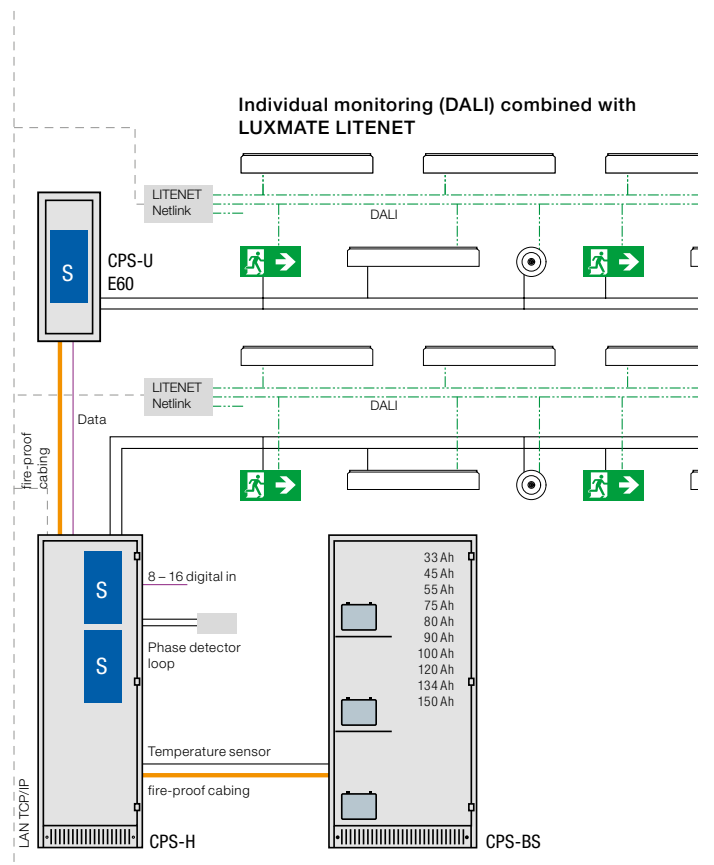 Individual monitoring (DALI) combined with
LUXMATE LITENET
LITENET
Netlink
DALI
S
CPS-U
E60
LITENET
Netlink
DALI
Data
fire-proof
cabing
S
S
8 – 16 digital in
Phase detector
loop
33 Ah
45 Ah
55 Ah
75 Ah
80 Ah
90 Ah
100 Ah
120 Ah
134 Ah
150 Ah
Temperature sensor
fire-proof cabing
LAN TCP/IP
CPS-H
CPS-BS